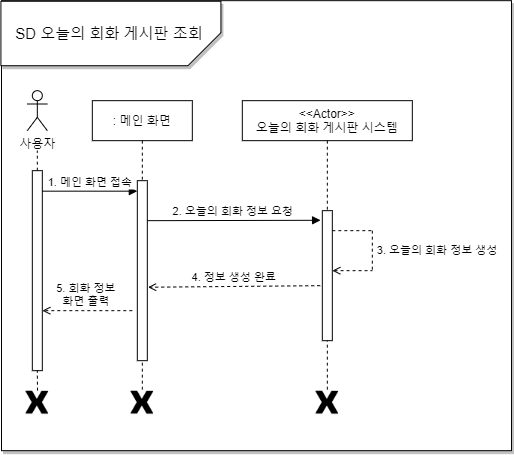 SD 오늘의 회화 게시판 조회
사용자
: 메인 화면
<<Actor>>
오늘의 회화 게시판 시스템
1. 메인 화면 접속
2. 오늘의 회화 정보 요청
3. 오늘의 회화 정보 생성
4. 정보 생성 완료
5. 회화 정보
화면 출력